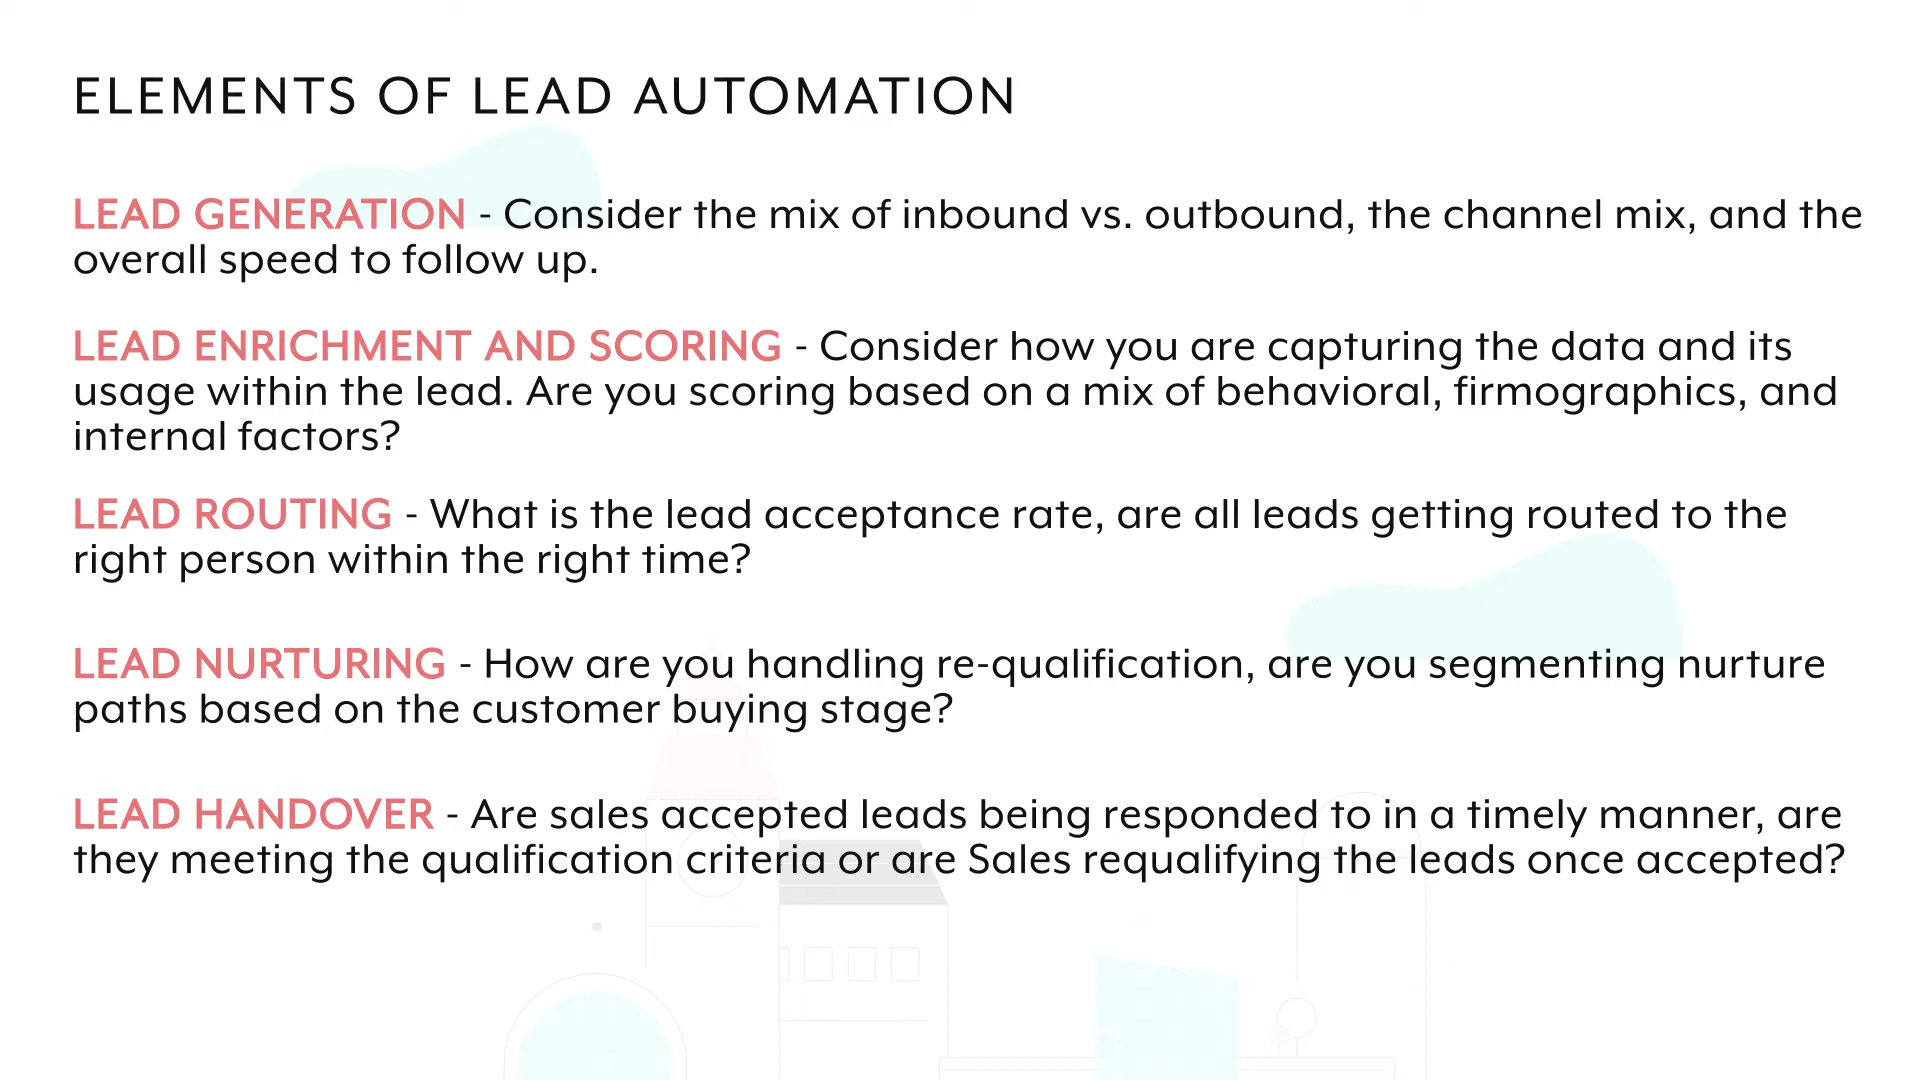 ELEMENTS OF LEAD AUTOMATION
LEAD GENERATION - Consider the mix of inbound vs. outbound, the channel mix, and the
overall speed to follow up.
LEAD ENRICHMENT AND SCORING - Consider how you are capturing the data and its
usage within the lead. Are you scoring based on a mix of behavioral, firmographics, and
internal factors?
LEAD ROUTING - What is the lead acceptance rate, are all leads getting routed to the
right person within the right time?
LEAD NURTURING - How are you handling re-qualification, are you segmenting nurture
paths based on the customer buying stage?
LEAD HANDOVER - Are sales accepted leads being responded to in a timely manner, are
they meeting the qualification criteria or are Sales requalifying the leads once accepted?